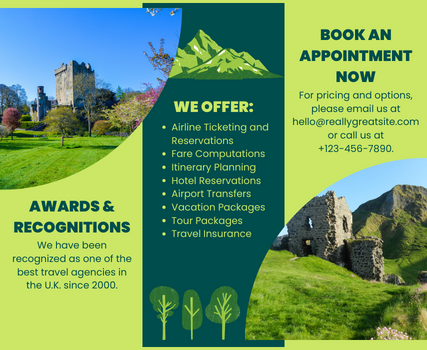 AWARDS &
RECOGNITIONS
We have been
recognized as one of the
best travel agencies in
the U.K. since 2000.
WE OFFER:
Airline Ticketing and
Reservations
Fare Computations
Itinerary Planning
Hotel Reservations
Airport Transfers
Vacation Packages
Tour Packages
Travel Insurance
BOOK AN
APPOINTMENT
NOW
For pricing and options,
please email us at
hello@reallygreatsite.com
or call us at
+123-456-7890.